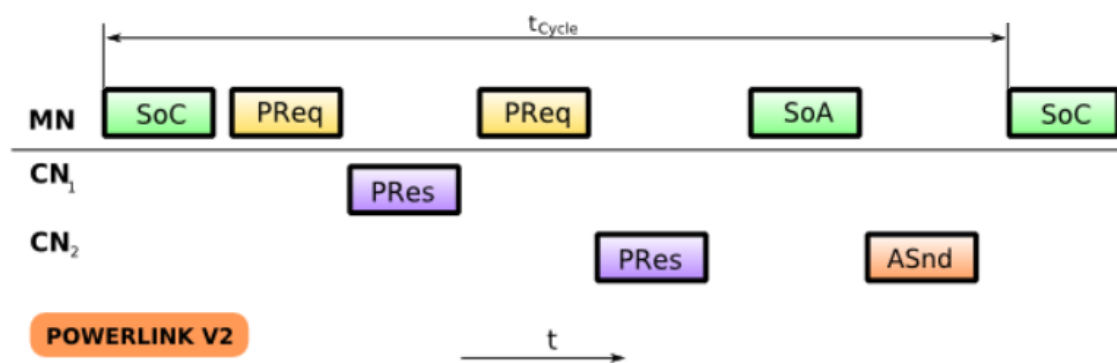 tCycle
MN SoC PReq PReq SoA SoC
CN1 PRes
CN2 PRes ASnd
POWERLINK V2 t